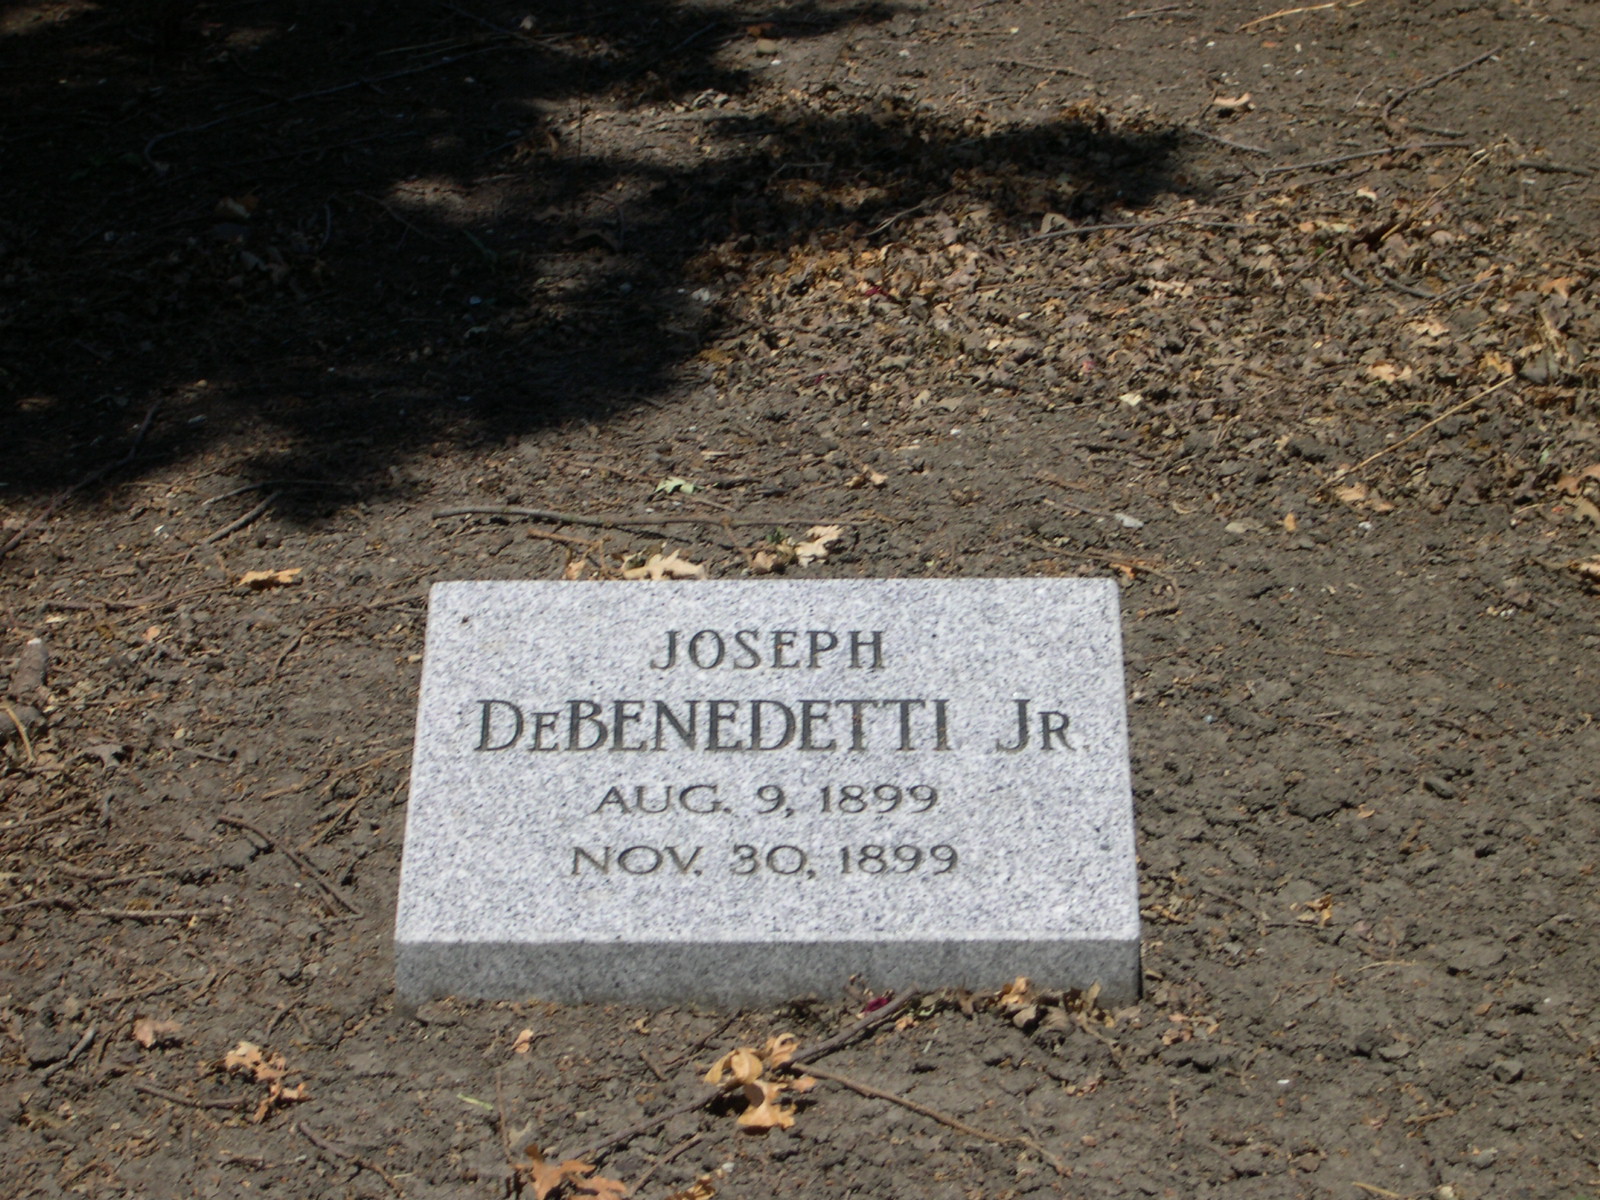 JOSEPH
DeBENEDETTI JR.
AUG. 9, 1899
NOV. 30, 1899